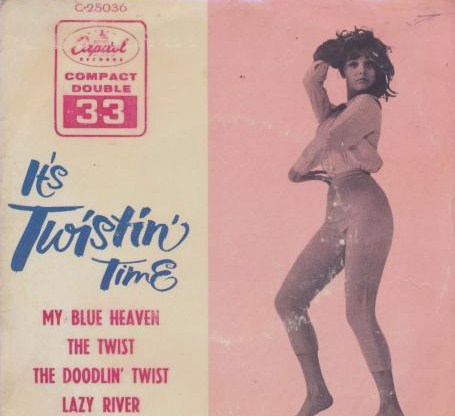 C-25036
Capitol
RECORDS
COMPACT
DOUBLE
33
It's
Twistin'
Time
MY BLUE HEAVEN
THE TWIST
THE DOODLIN' TWIST
LAZY RIVER